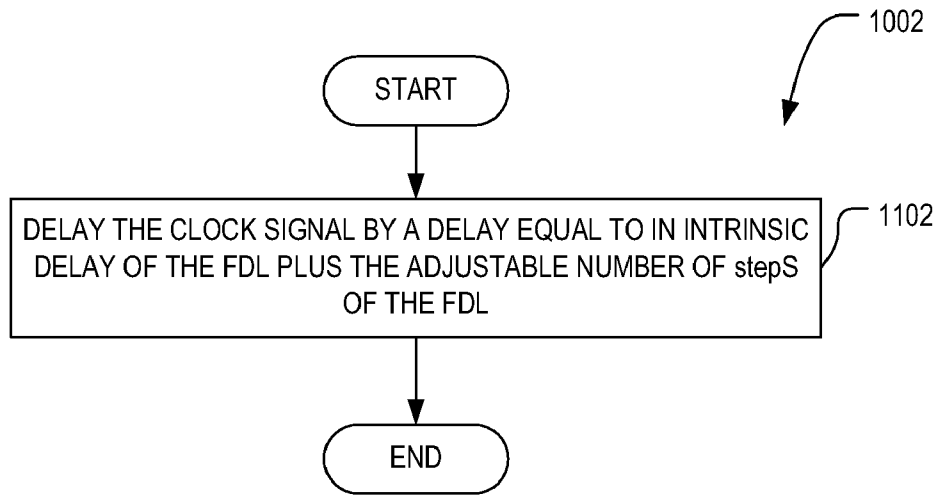 1002
START
DELAY THE CLOCK SIGNAL BY A DELAY EQUAL TO IN INTRINSIC
DELAY OF THE FDL PLUS THE ADJUSTABLE NUMBER OF stepS
OF THE FDL
1102
END